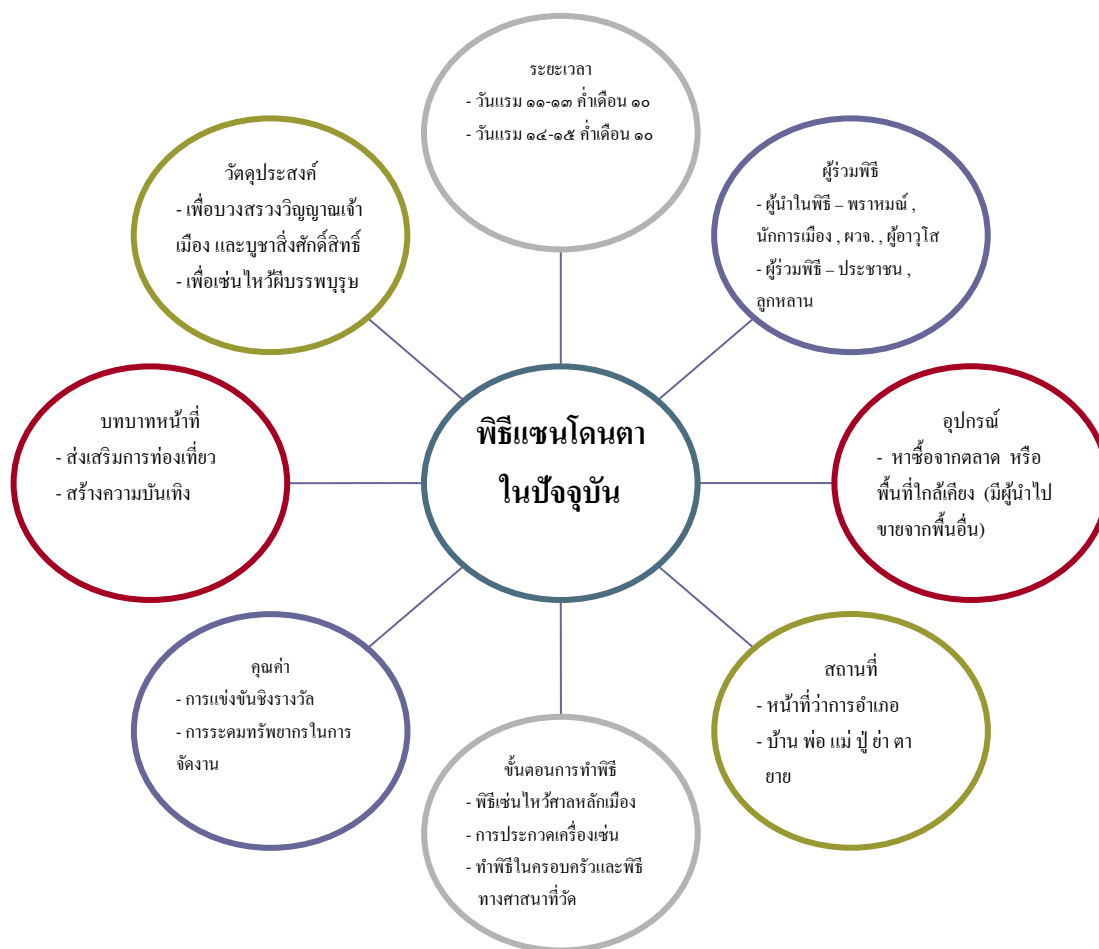 ระยะเวลา
- วันแรม ๑๑-๑๓ ค่ำเดือน ๑๐
- วันแรม ๑๔-๑๕ ค่ำเดือน ๑๐
วัตดุประสงค์
- เพื่อบวงสรวงวิญญาณเจ้า
เมือง และบูชาสิ่งศักดิ์สิทธิ์
- เพื่อเซ่นไหว้ผีบรรพบุรุษ
ผู้ร่วมพิธี
- ผู้นำในพิธี – พราหมณ์ ,
นักการเมือง , ผวจ. , ผู้อาวุโส
- ผู้ร่วมพิธี – ประชาชน ,
ลูกหลาน
บทบาทหน้าที่
- ส่งเสริมการท่องเที่ยว
- สร้างความบันเทิง
พิธีแซนโดนตา
ในปัจจุบัน
อุปกรณ์
- หาซื้อจากตลาด หรือ
พื้นที่ใกล้เคียง (มีผู้นำไป
ขายจากพื้นอื่น)
คุณค่า
- การแข่งขันชิงรางวัล
- การระดมทรัพยากรในการ
จัดงาน
สถานที่
- หน้าที่ว่าการอำเภอ
- บ้าน พ่อ แม่ ปู่ ย่า ตา
ยาย
ขั้นตอนการทำพิธี
- พิธีเซ่นไหว้ศาลหลักเมือง
- การประกวดเครื่องเซ่น
- ทำพิธีในครอบครัวและพิธี
ทางศาสนาที่วัด